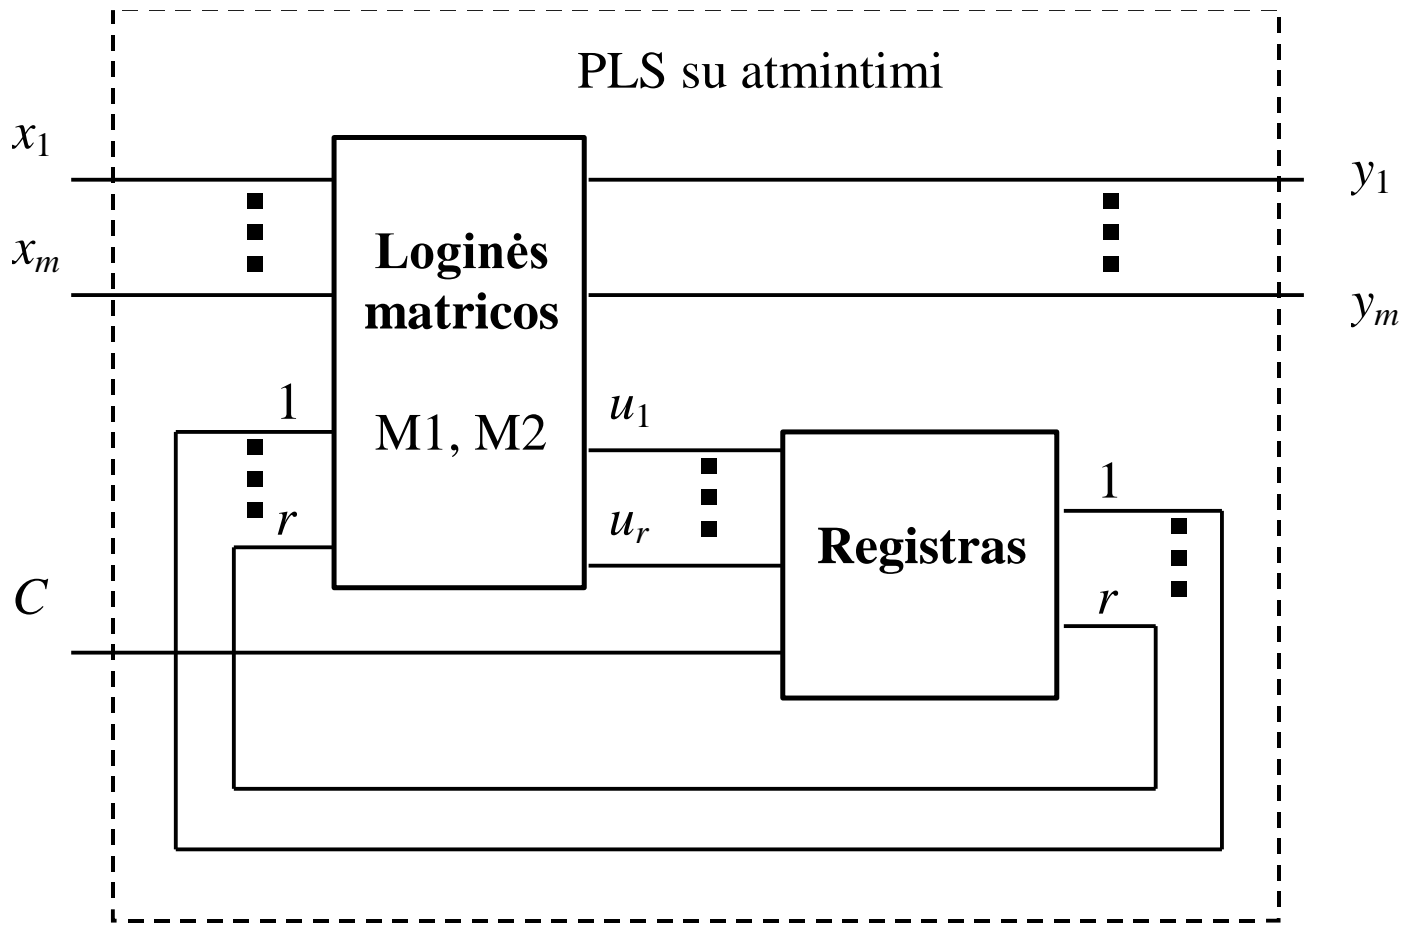 PLS su atmintimi
x1
y1
xm
Loginės
matricos
ym
1
M1, M2
u1
r
ur
1
Registras
C
r